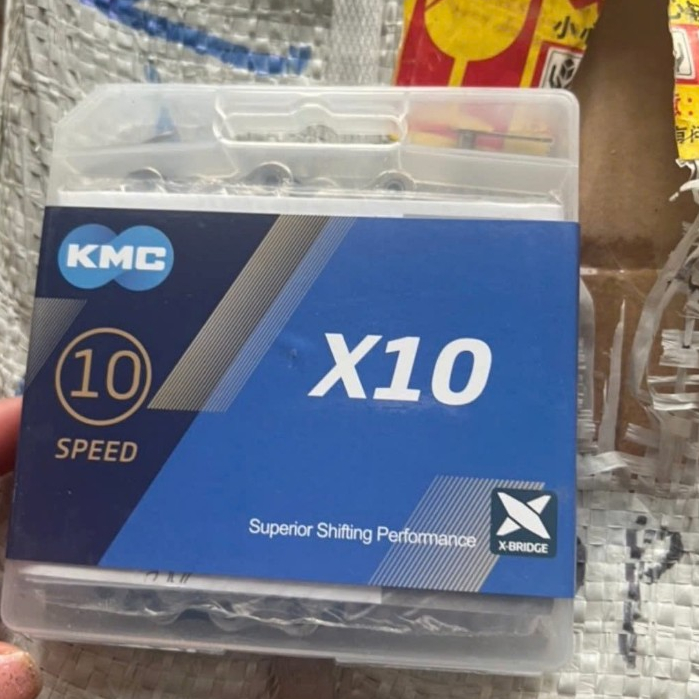 KMC
10
SPEED
X10
Superior Shifting Performance
X-BRIDGE